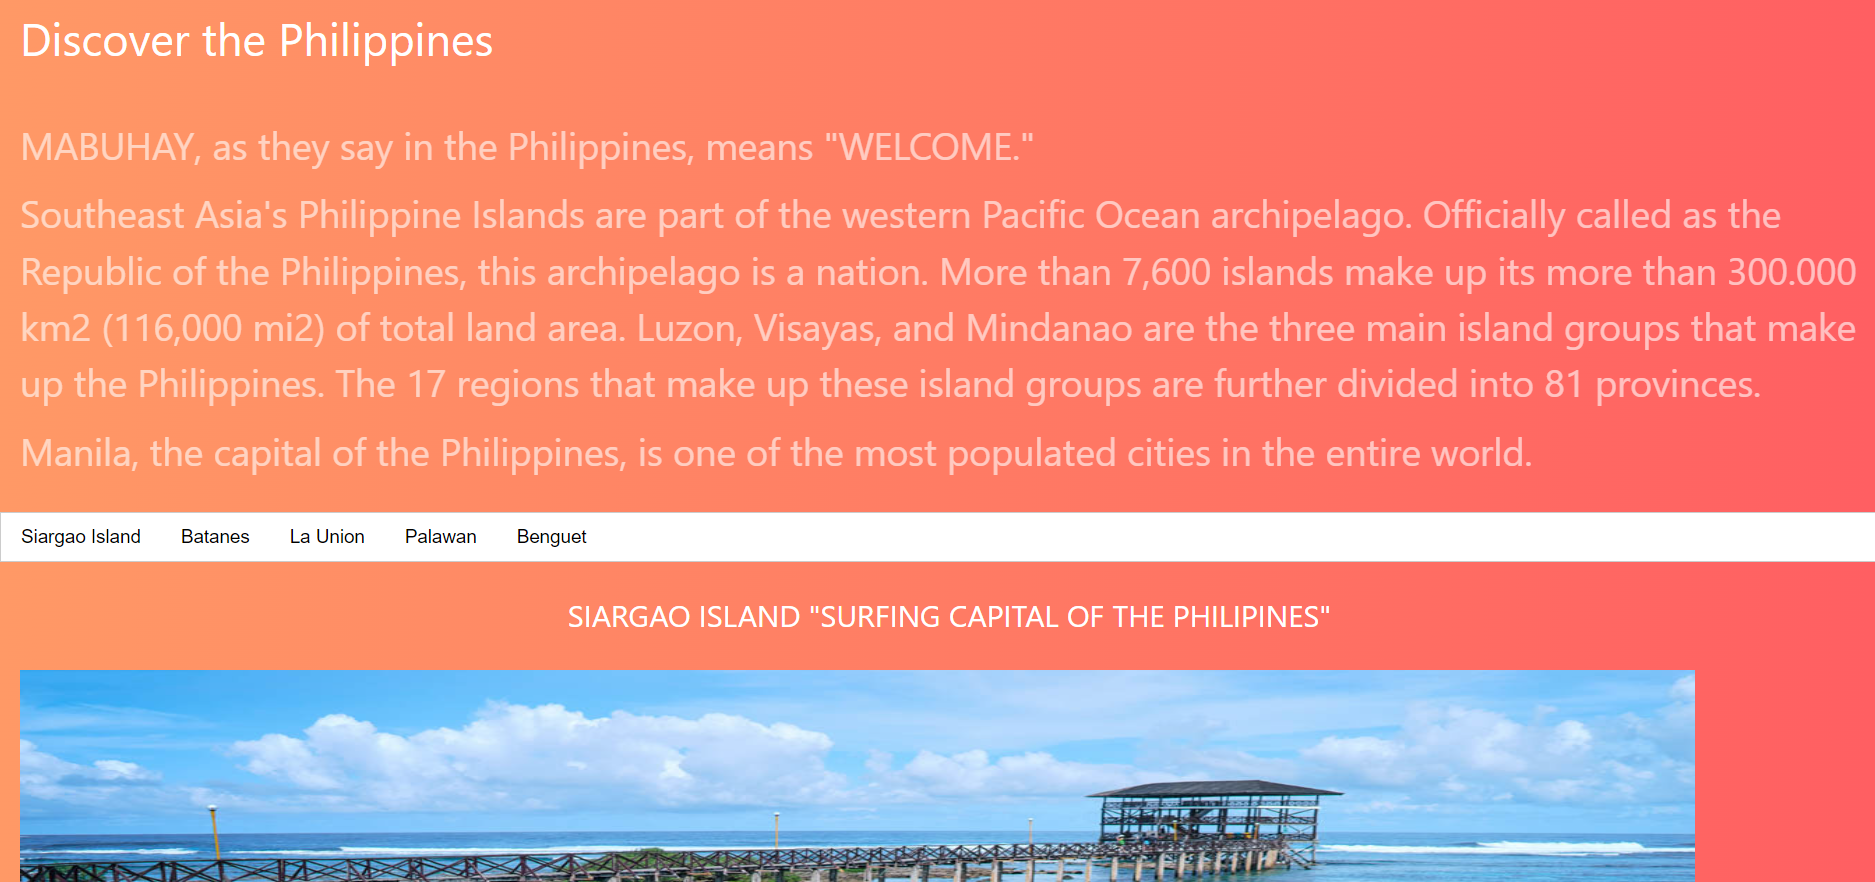 Discover the Philippines
MABUHAY, as they say in the Philippines, means "WELCOME."
Southeast Asia's Philippine Islands are part of the western Pacific Ocean archipelago. Officially called as the
Republic of the Philippines, this archipelago is a nation. More than 7,600 islands make up its more than 300.000
km2 (116,000 mi2) of total land area. Luzon, Visayas, and Mindanao are the three main island groups that make
up the Philippines. The 17 regions that make up these island groups are further divided into 81 provinces.
Manila, the capital of the Philippines, is one of the most populated cities in the entire world.
Siargao Island Batanes La Union Palawan Benguet
SIARGAO ISLAND "SURFING CAPITAL OF THE PHILIPINES"